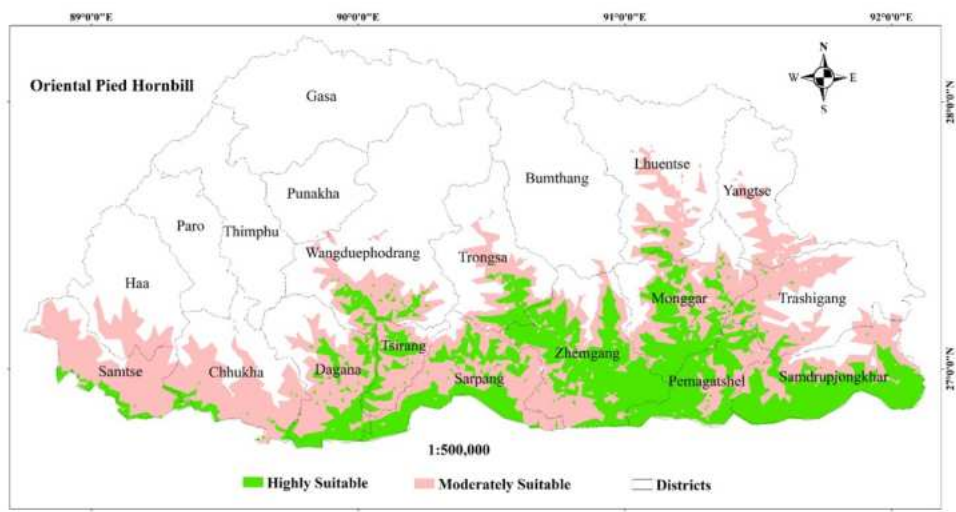 89°0'0"E 90°0'0"E 91°0'0"E 92°0'0"E
Oriental Pied Hornbill
N
W E
S
28°0'0"N
Gasa
Lhuentse
Bumthang
Yangtse
Punakha
Paro
Thimphu
Wangduephodrang
Trongsa
Haa
Monggar
Trashigang
Tsirang
Zhemgang
Samtse
Chhukha
Dagana
Sarpang
Pemagatshel
Samdrupjongkhar
27°0'0"N
1:500,000
Highly Suitable Moderately Suitable Districts